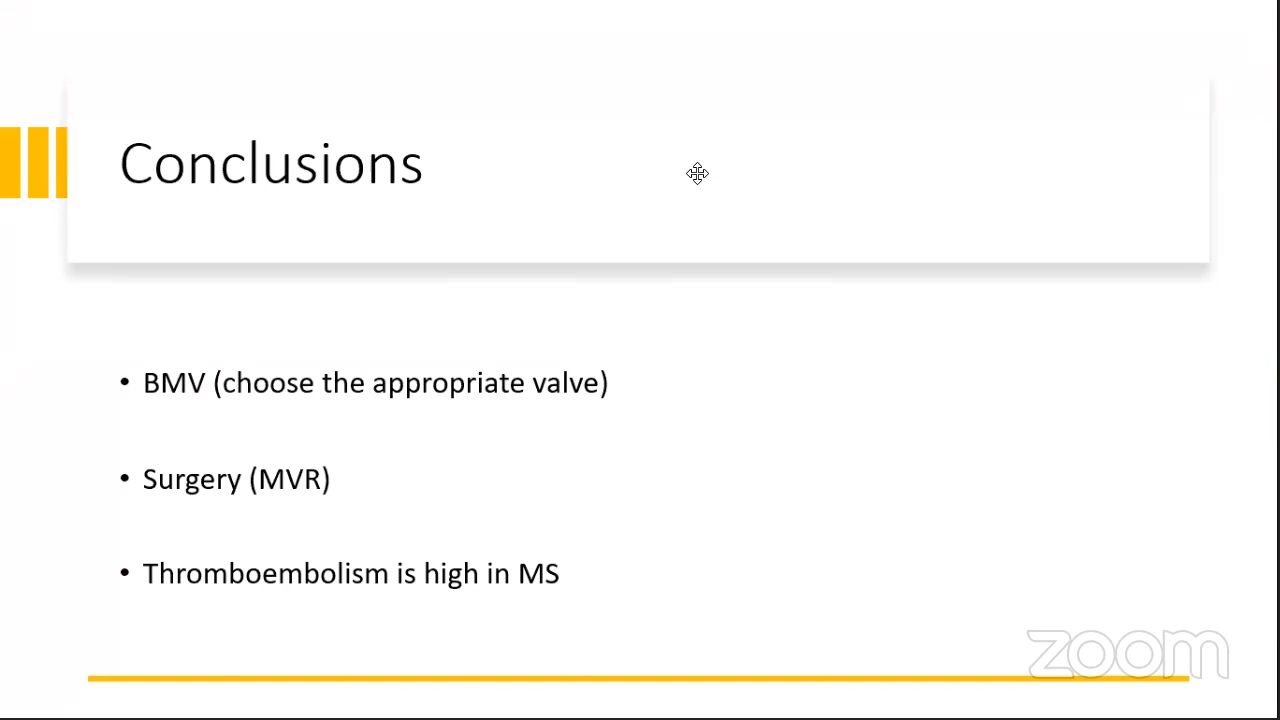 Conclusions
• BMV (choose the appropriate valve)
• Surgery (MVR)
• Thromboembolism is high in MS
zoom